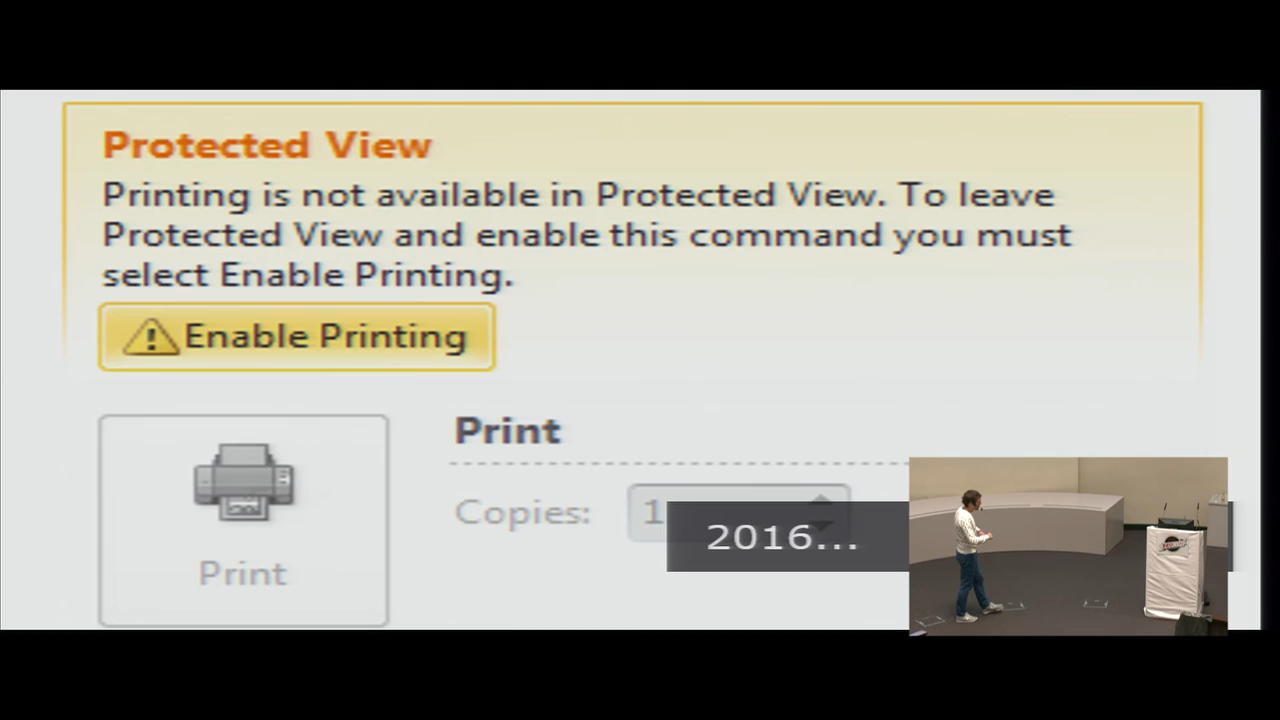 Protected View
Printing is not available in Protected View. To leave
Protected View and enable this command you must
select Enable Printing.
Enable Printing
Print
Print
Copies: 1
2016...